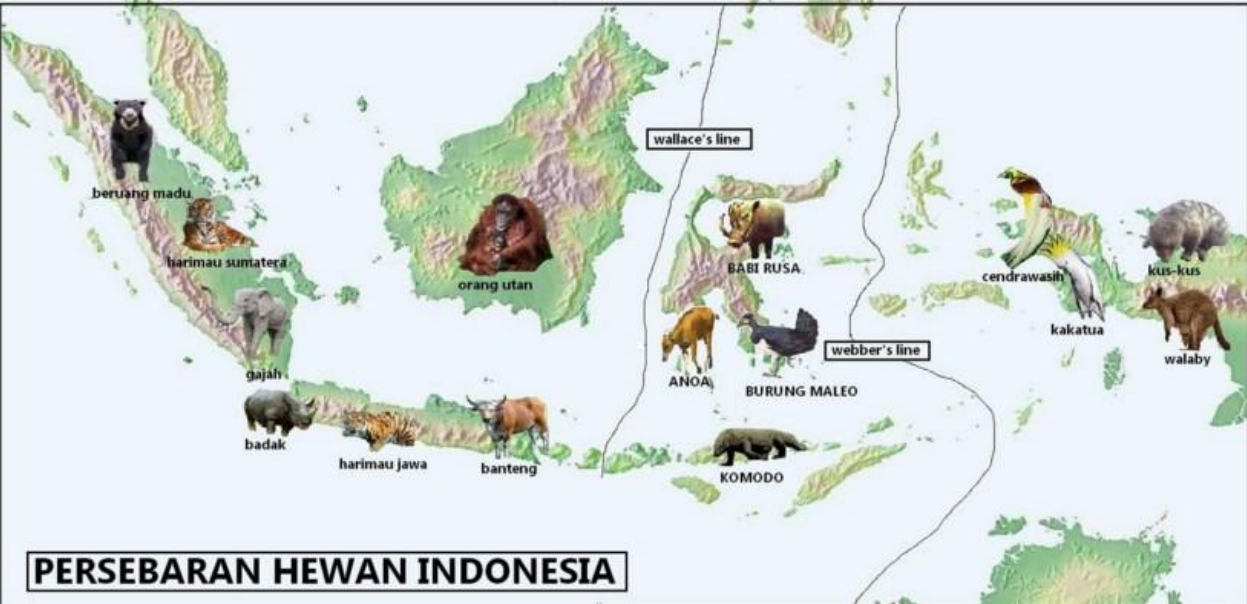 wallace's line
beruang madu
harimau sumatera
orang utan
BABI RUSA
cendrawasih
kus-kus
kakatua
walaby
webber's line
gajah
ANOA
BURUNG MALEO
badak
harimau jawa
banteng
KOMODO
PERSEBARAN HEWAN INDONESIA